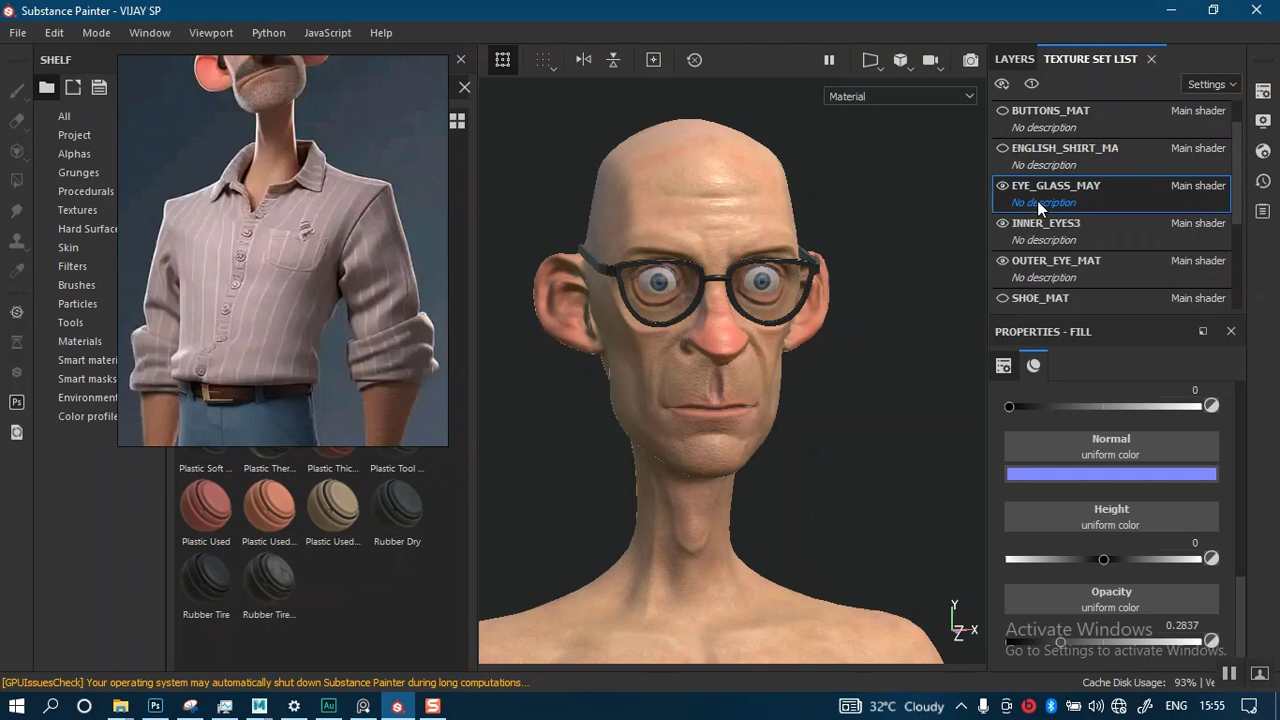 Substance Painter - VIJAY SP
File Edit Mode Window Viewport Python JavaScript Help
SHELF
All
Project
Alphas
Grunges
Procedurals
Textures
Hard Surface
Skin
Filters
Brushes
Particles
Tools
Materials
Smart materi
Smart masks
Environment
Color profile
Plastic Soft ... Plastic Ther... Plastic Thic... Plastic Tool ...
Plastic Used Plastic Used... Plastic Used... Rubber Dry
Rubber Tire Rubber Tire...
Material
Y
Z X
LAYERS TEXTURE SET LIST
Settings
BUTTONS_MAT Main shader
No description
ENGLISH_SHIRT_MA Main shader
No description
EYE_GLASS_MAY Main shader
No description
INNER_EYES3 Main shader
No description
OUTER_EYE_MAT Main shader
No description
SHOE_MAT Main shader
PROPERTIES - FILL
0
Normal
uniform color
Height
uniform color
0
Opacity
uniform color
0.2837
Activate Windows
Go to Settings to activate Windows.
[GPUIssuesCheck] Your operating system may automatically shut down Substance Painter during long computations...
Cache Disk Usage: 93% | Ve
Ps Au S 32°C Cloudy ENG 15:55